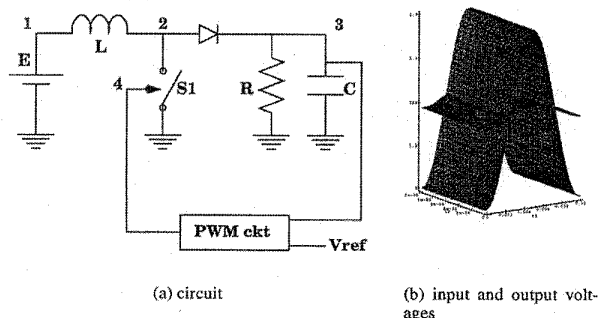 1
2
3
L
E
4
S1
R
C
PWM ckt
Vref
(a) circuit
(b) input and output volt-
ages